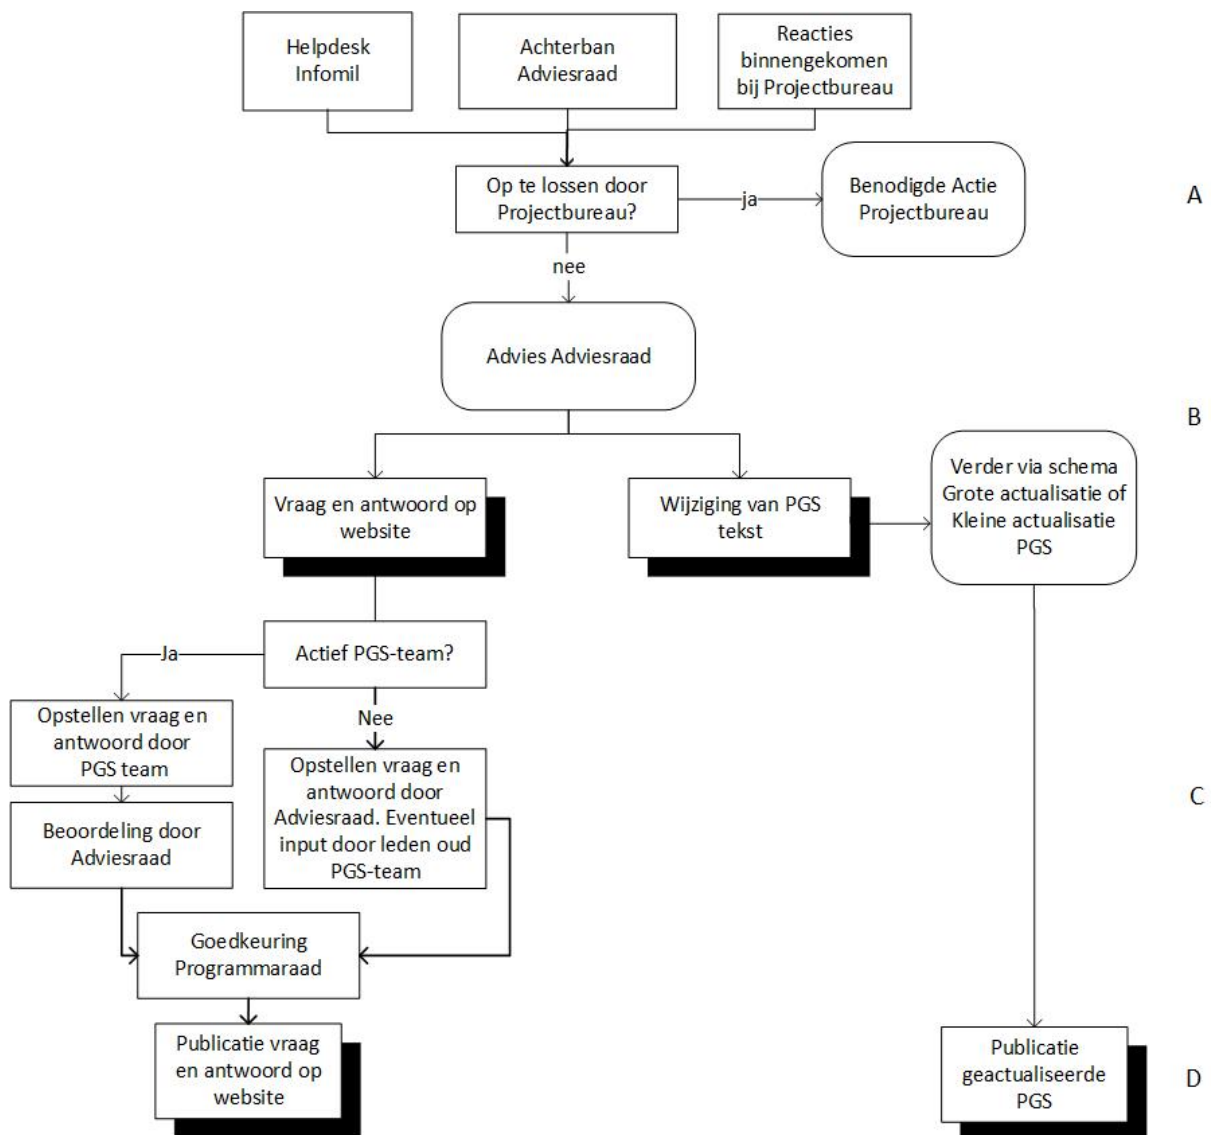 Helpdesk
Infomil
Achterban
Adviesraad
Reacties
binnengekomen
bij Projectbureau
Op te lossen door
Projectbureau?
ja
Benodigde Actie
Projectbureau
A
nee
Advies Adviesraad
B
Vraag en antwoord op
website
Wijziging van PGS
tekst
Verder via schema
Grote actualisatie of
Kleine actualisatie
PGS
Ja
Actief PGS-team?
Nee
Opstellen vraag en
antwoord door
PGS team
Opstellen vraag en
antwoord door
Adviesraad. Eventueel
input door leden oud
PGS-team
C
Beoordeling door
Adviesraad
Goedkeuring
Programmaraad
Publicatie vraag
en antwoord op
website
Publicatie
geactualiseerde
PGS
D